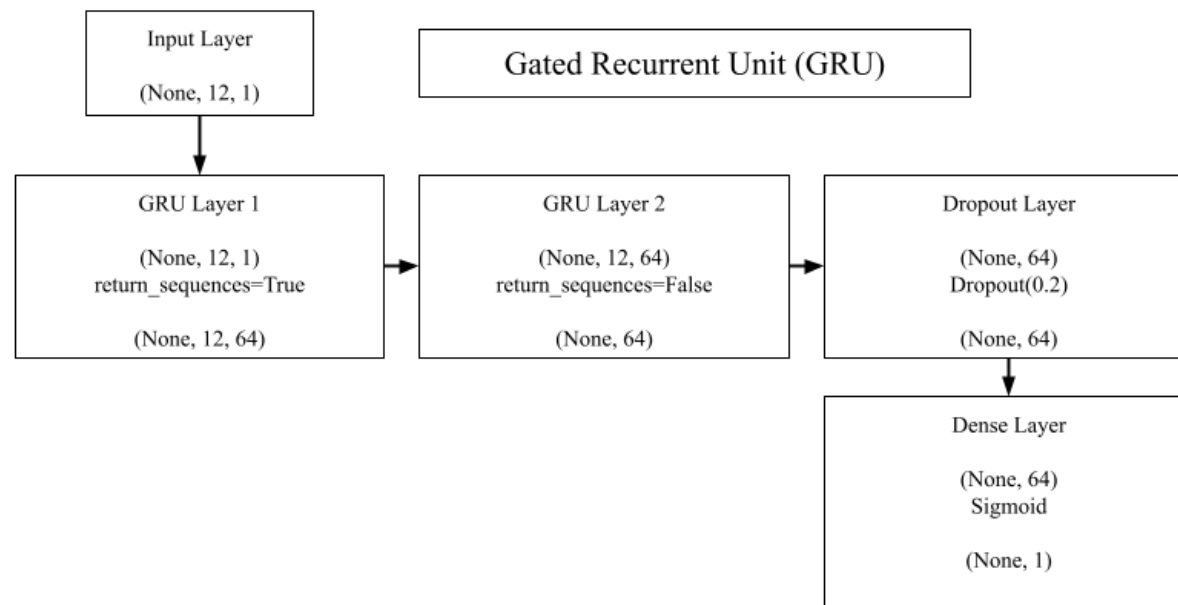 Input Layer
(None, 12, 1)
Gated Recurrent Unit (GRU)
GRU Layer 1
(None, 12, 1)
return_sequences=True
(None, 12, 64)
GRU Layer 2
(None, 12, 64)
return_sequences=False
(None, 64)
Dropout Layer
(None, 64)
Dropout(0.2)
(None, 64)
Dense Layer
(None, 64)
Sigmoid
(None, 1)